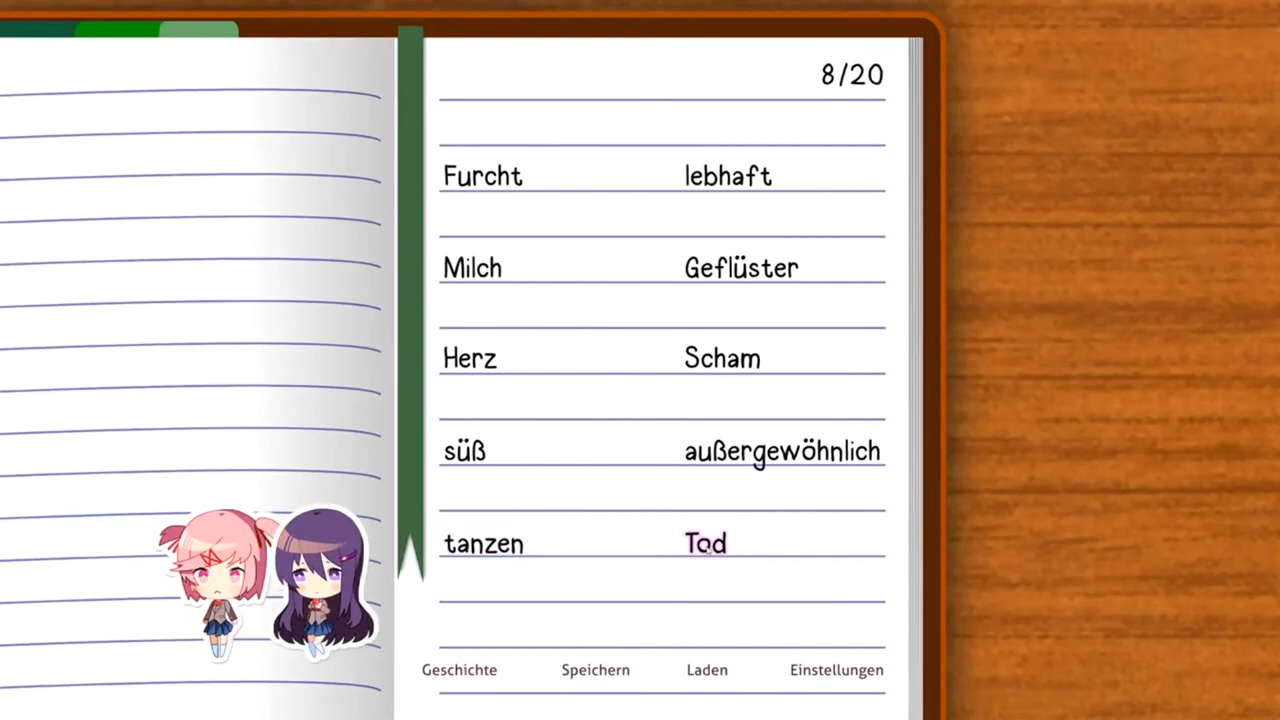 8/20
Furcht lebhaft
Milch Geflüster
Herz Scham
süß außergewöhnlich
tanzen Tod
Geschichte Speichern Laden Einstellungen